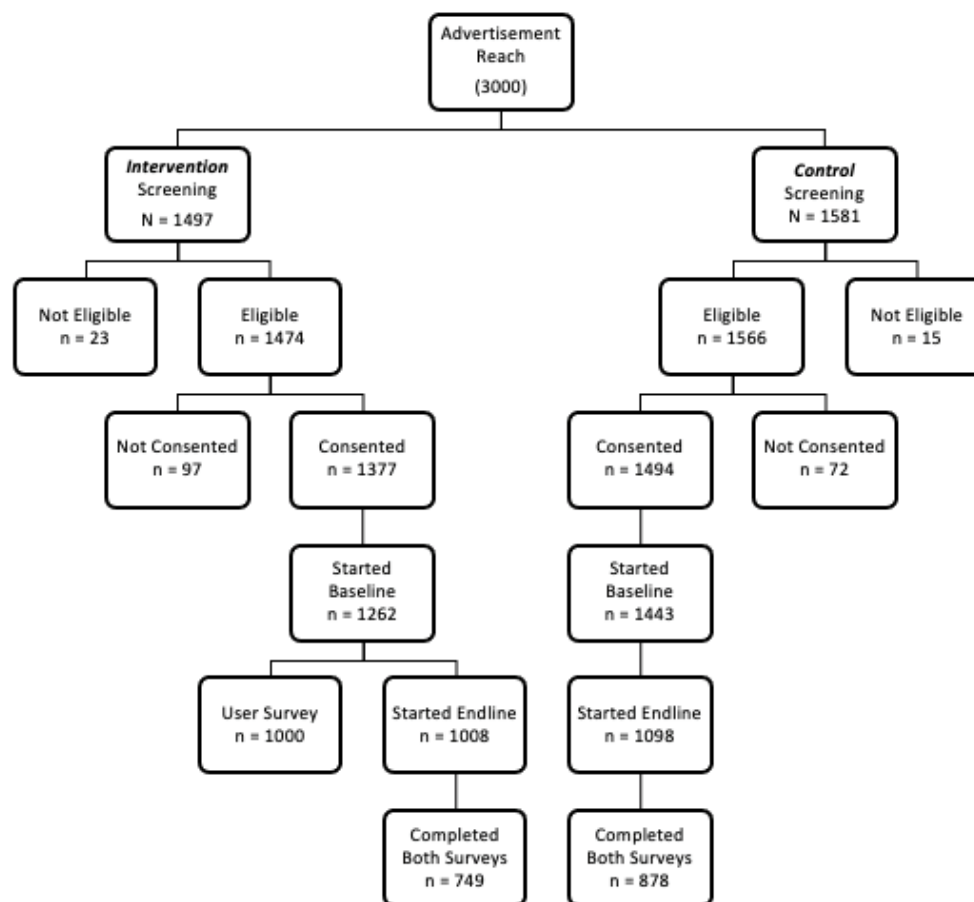 Advertisement
Reach
(3000)
Intervention
Screening
N = 1497
Control
Screening
N = 1581
Not Eligible
n = 23
Eligible
n = 1474
Eligible
n = 1566
Not Eligible
n = 15
Not Consented
n = 97
Consented
n = 1377
Consented
n = 1494
Not Consented
n = 72
Started
Baseline
n = 1262
Started
Baseline
n = 1443
User Survey
n = 1000
Started Endline
n = 1008
Started Endline
n = 1098
Completed
Both Surveys
n = 749
Completed
Both Surveys
n = 878